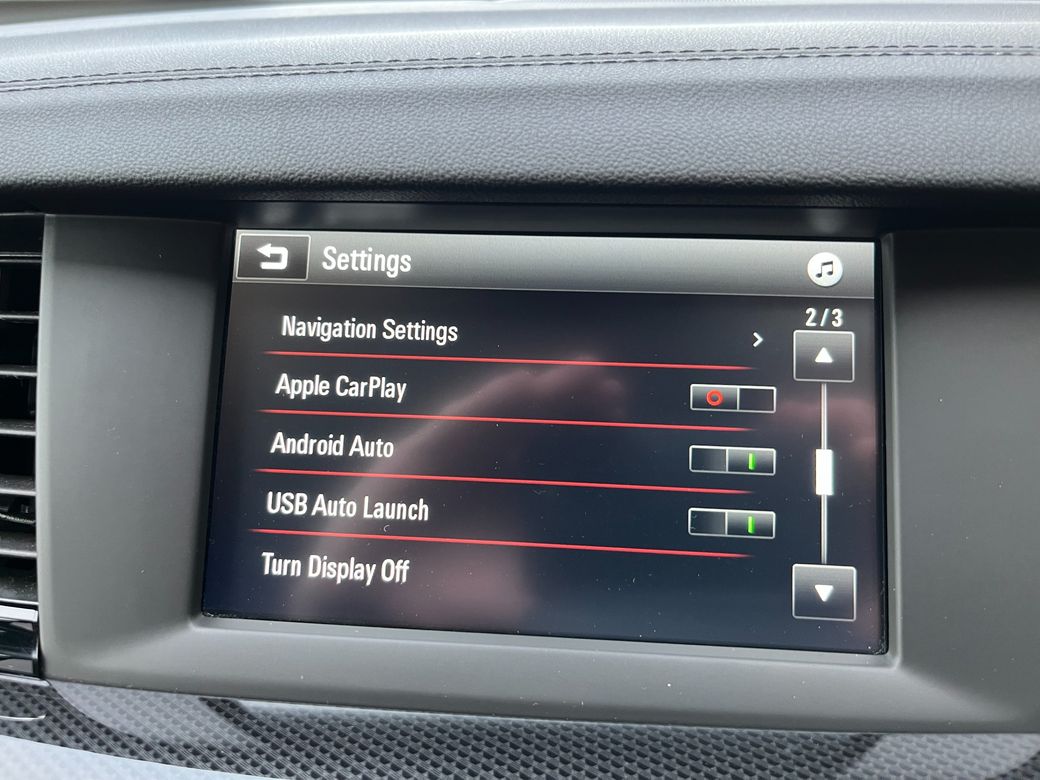 Settings
2/3
Navigation Settings
Apple CarPlay
Android Auto
USB Auto Launch
Turn Display Off